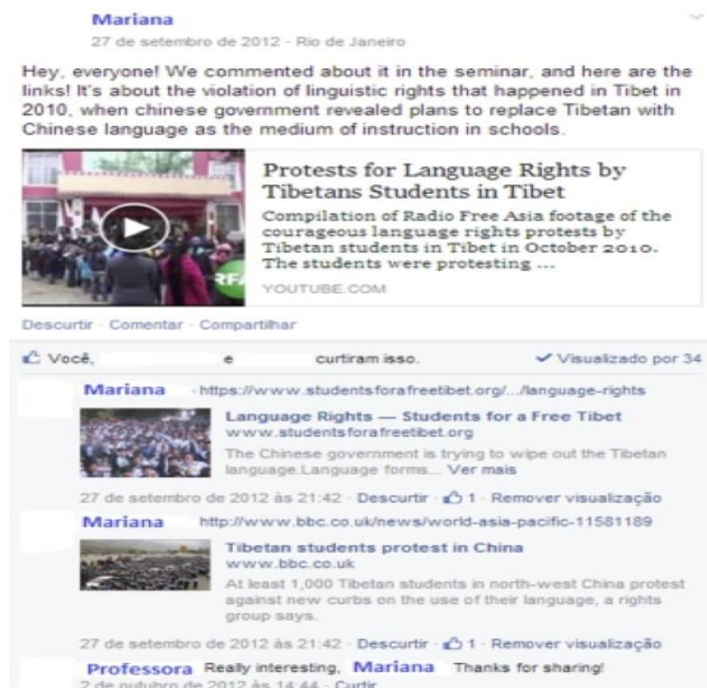 Mariana
27 de setembro de 2012 - Rio de Janeiro
Hey, everyone! We commented about it in the seminar, and here are the
links! It's about the violation of linguistic rights that happened in Tibet in
2010, when chinese government revealed plans to replace Tibetan with
Chinese language as the medium of instruction in schools.
Protests for Language Rights by
Tibetans Students in Tibet
Compilation of Radio Free Asia footage of the
courageous language rights protests by
Tibetan students in Tibet in October 2010.
The students were protesting ...
RFA
YOUTUBE.COM
Descurtir · Comentar · Compartilhar
Você, e curtiram isso. Visualizado por 34
Mariana · https://www.studentsforafreetibet.org/.../language-rights
Language Rights — Students for a Free Tibet
www.studentsforafreetibet.org
The Chinese government is trying to wipe out the Tibetan
language.Language forms... Ver mais
27 de setembro de 2012 às 21:42 · Descurtir · 1 · Remover visualização
Mariana http://www.bbc.co.uk/news/world-asia-pacific-11581189
Tibetan students protest in China
www.bbc.co.uk
At least 1,000 Tibetan students in north-west China protest
against new curbs on the use of their language, a rights
group says.
27 de setembro de 2012 às 21:42 · Descurtir · 1 · Remover visualização
Professora Really interesting, Mariana Thanks for sharing!
2 de outubro de 2012 às 14:44 · Curtir